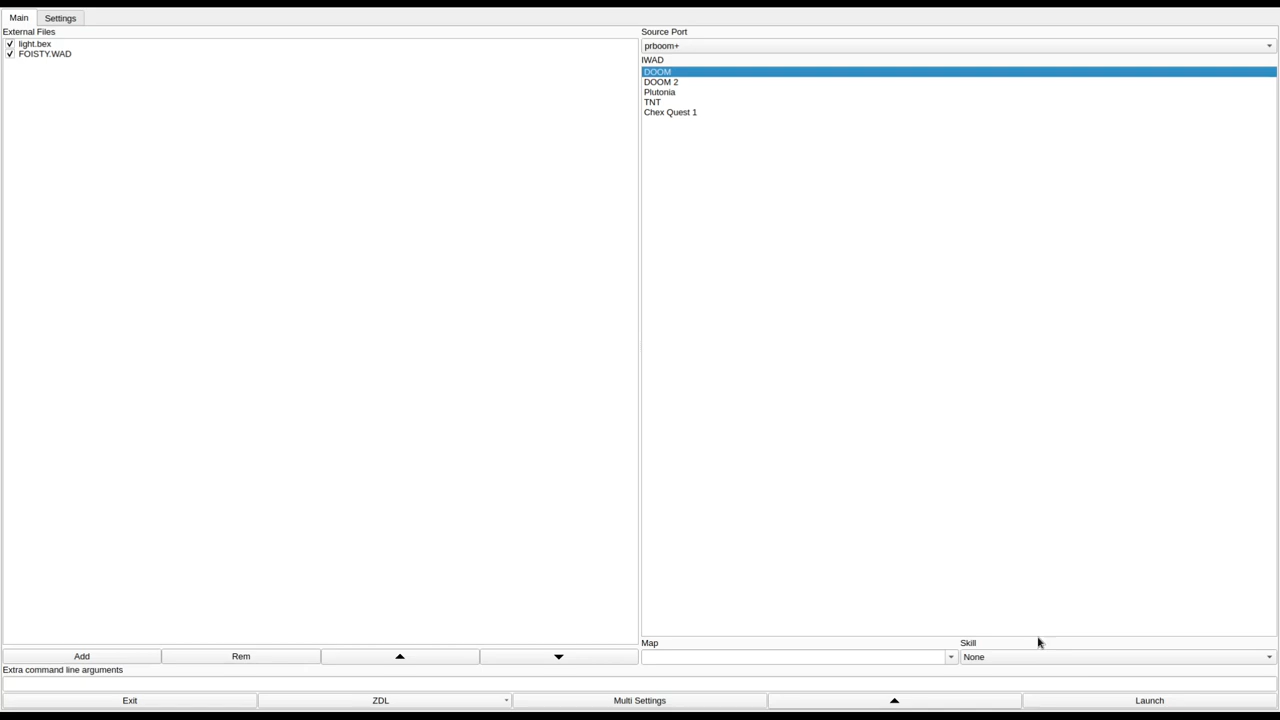 Main
Settings
External Files
light.bex
FOISTY.WAD
Source Port
prboom+
IWAD
DOOM
DOOM 2
Plutonia
TNT
Chex Quest 1
Map
Skill
None
Add
Rem
Extra command line arguments
Exit
ZDL
Multi Settings
Launch